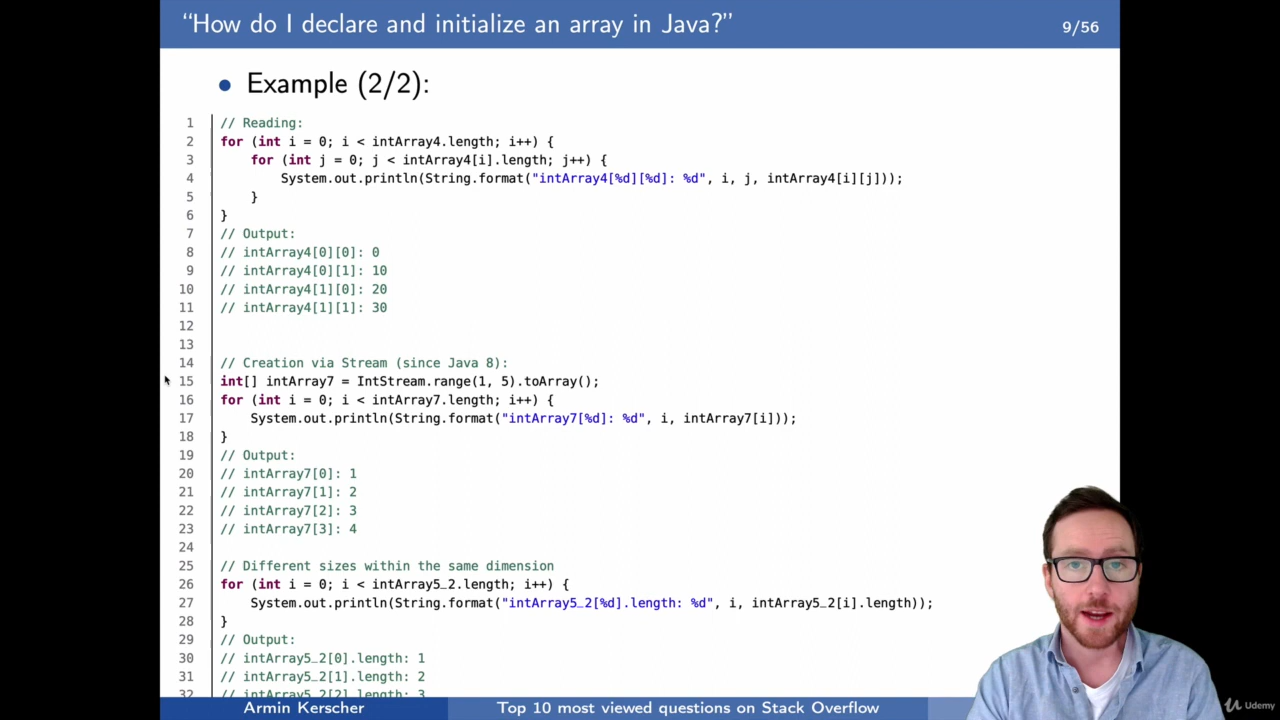 “How do I declare and initialize an array in Java?”
9/56
Example (2/2):
1 // Reading:
2 for (int i = 0; i < intArray4.length; i++) {
3 for (int j = 0; j < intArray4[i].length; j++) {
4 System.out.println(String.format("intArray4[%d][%d]: %d", i, j, intArray4[i][j]));
5 }
6 }
7 // Output:
8 // intArray4[0][0]: 0
9 // intArray4[0][1]: 10
10 // intArray4[1][0]: 20
11 // intArray4[1][1]: 30
12
13
14 // Creation via Stream (since Java 8):
15 int[] intArray7 = IntStream.range(1, 5).toArray();
16 for (int i = 0; i < intArray7.length; i++) {
17 System.out.println(String.format("intArray7[%d]: %d", i, intArray7[i]));
18 }
19 // Output:
20 // intArray7[0]: 1
21 // intArray7[1]: 2
22 // intArray7[2]: 3
23 // intArray7[3]: 4
24
25 // Different sizes within the same dimension
26 for (int i = 0; i < intArray5_2.length; i++) {
27 System.out.println(String.format("intArray5_2[%d].length: %d", i, intArray5_2[i].length));
28 }
29 // Output:
30 // intArray5_2[0].length: 1
31 // intArray5_2[1].length: 2
32 // intArray5_2[2].length: 3
Armin Kerscher
Top 10 most viewed questions on Stack Overflow
Udemy